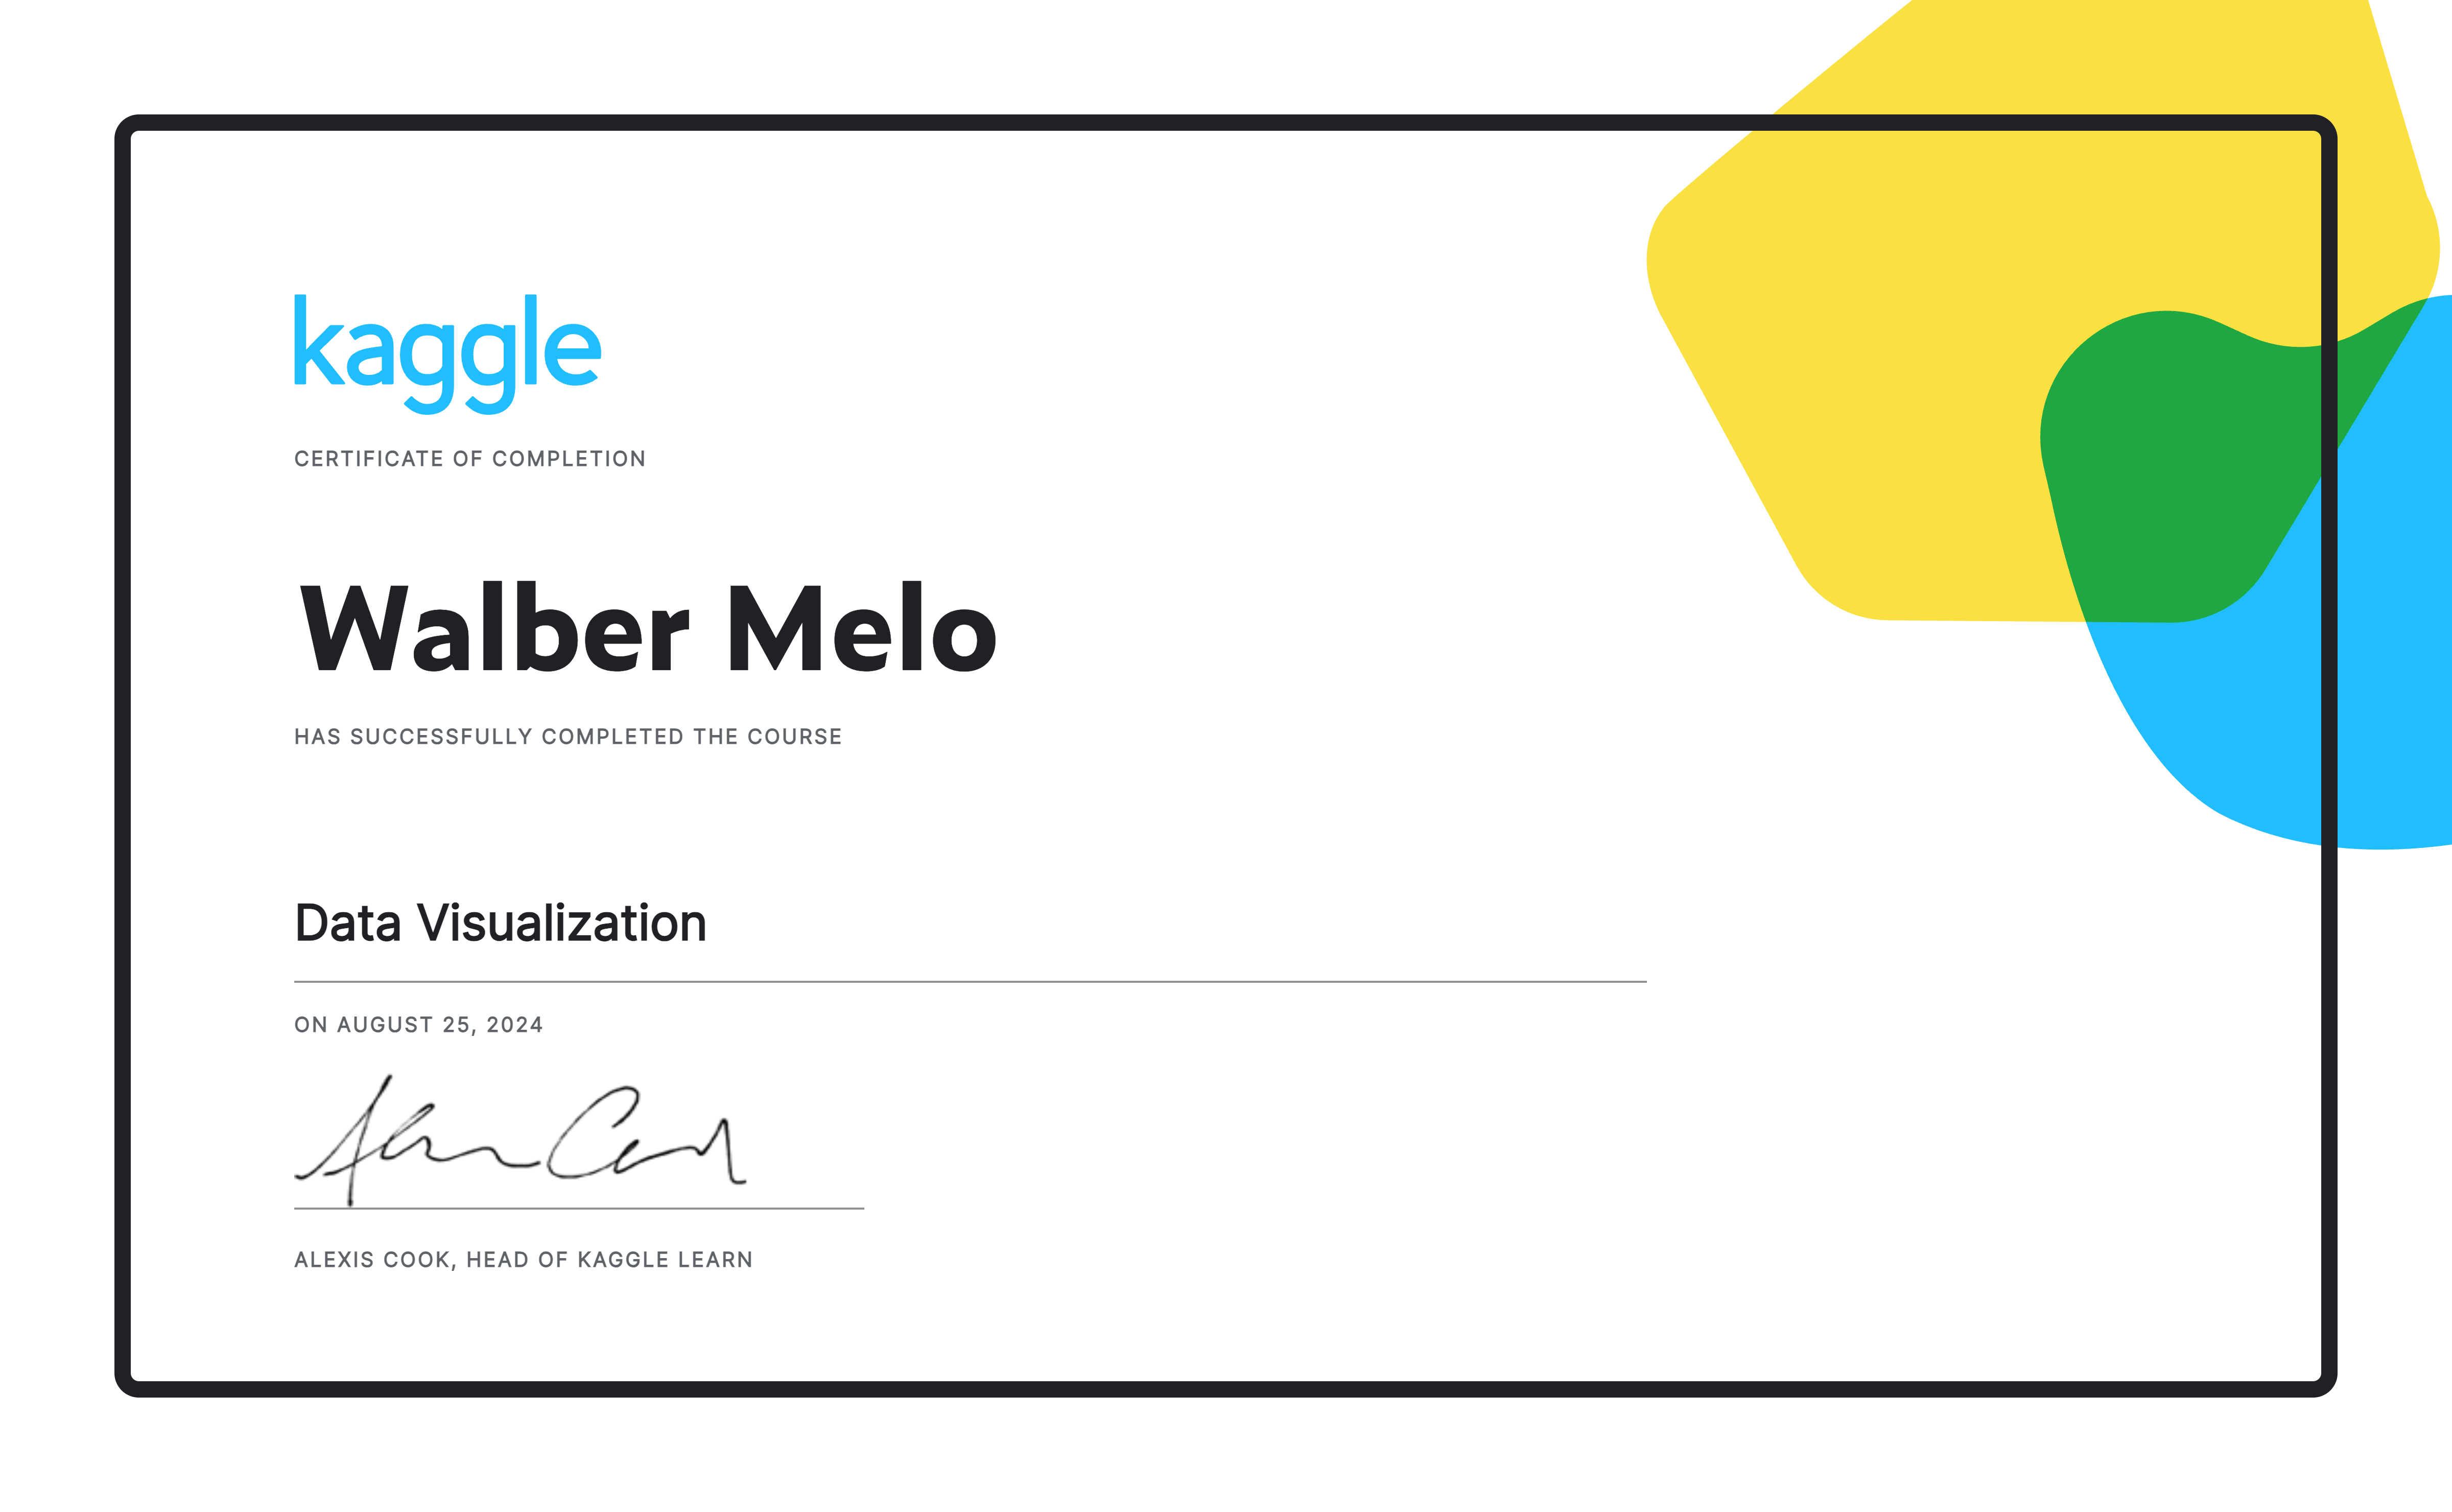 kaggle
CERTIFICATE OF COMPLETION
Walber Melo
HAS SUCCESSFULLY COMPLETED THE COURSE
Data Visualization
ON AUGUST 25, 2024
ALEXIS COOK, HEAD OF KAGGLE LEARN